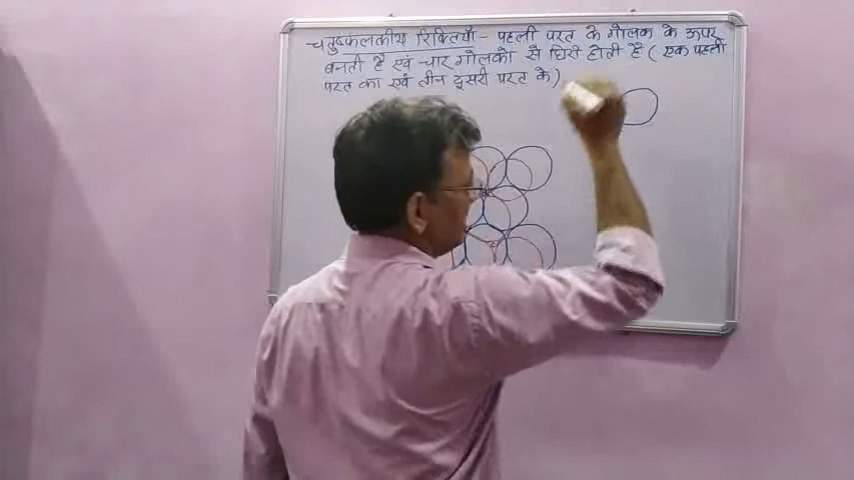 चतुष्फलकीय रिक्तियाँ - पहली परत के गोलक के ऊपर
बनती है एवं चार गोलको से घिरी होती है ( एक पहली
परत का एवं तीन दूसरी परत के )